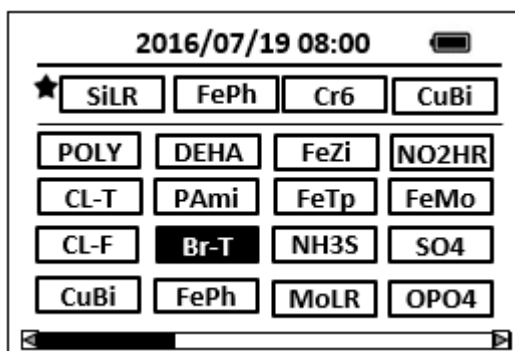 2016/07/19 08:00
SiLR FePh Cr6 CuBi
POLY DEHA FeZi NO2HR
CL-T PAmi FeTp FeMo
CL-F Br-T NH3S SO4
CuBi FePh MoLR OPO4